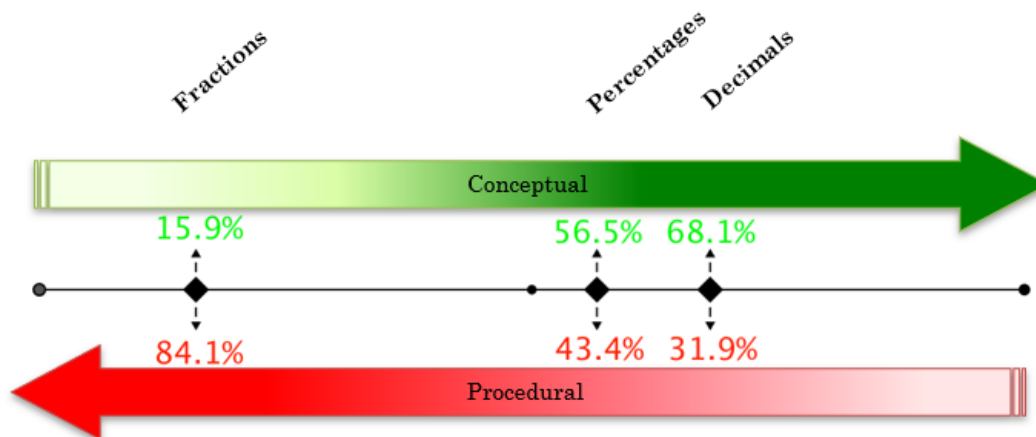 Fractions
Percentages
Decimals
Conceptual
15.9%
56.5%
68.1%
84.1%
43.4%
31.9%
Procedural